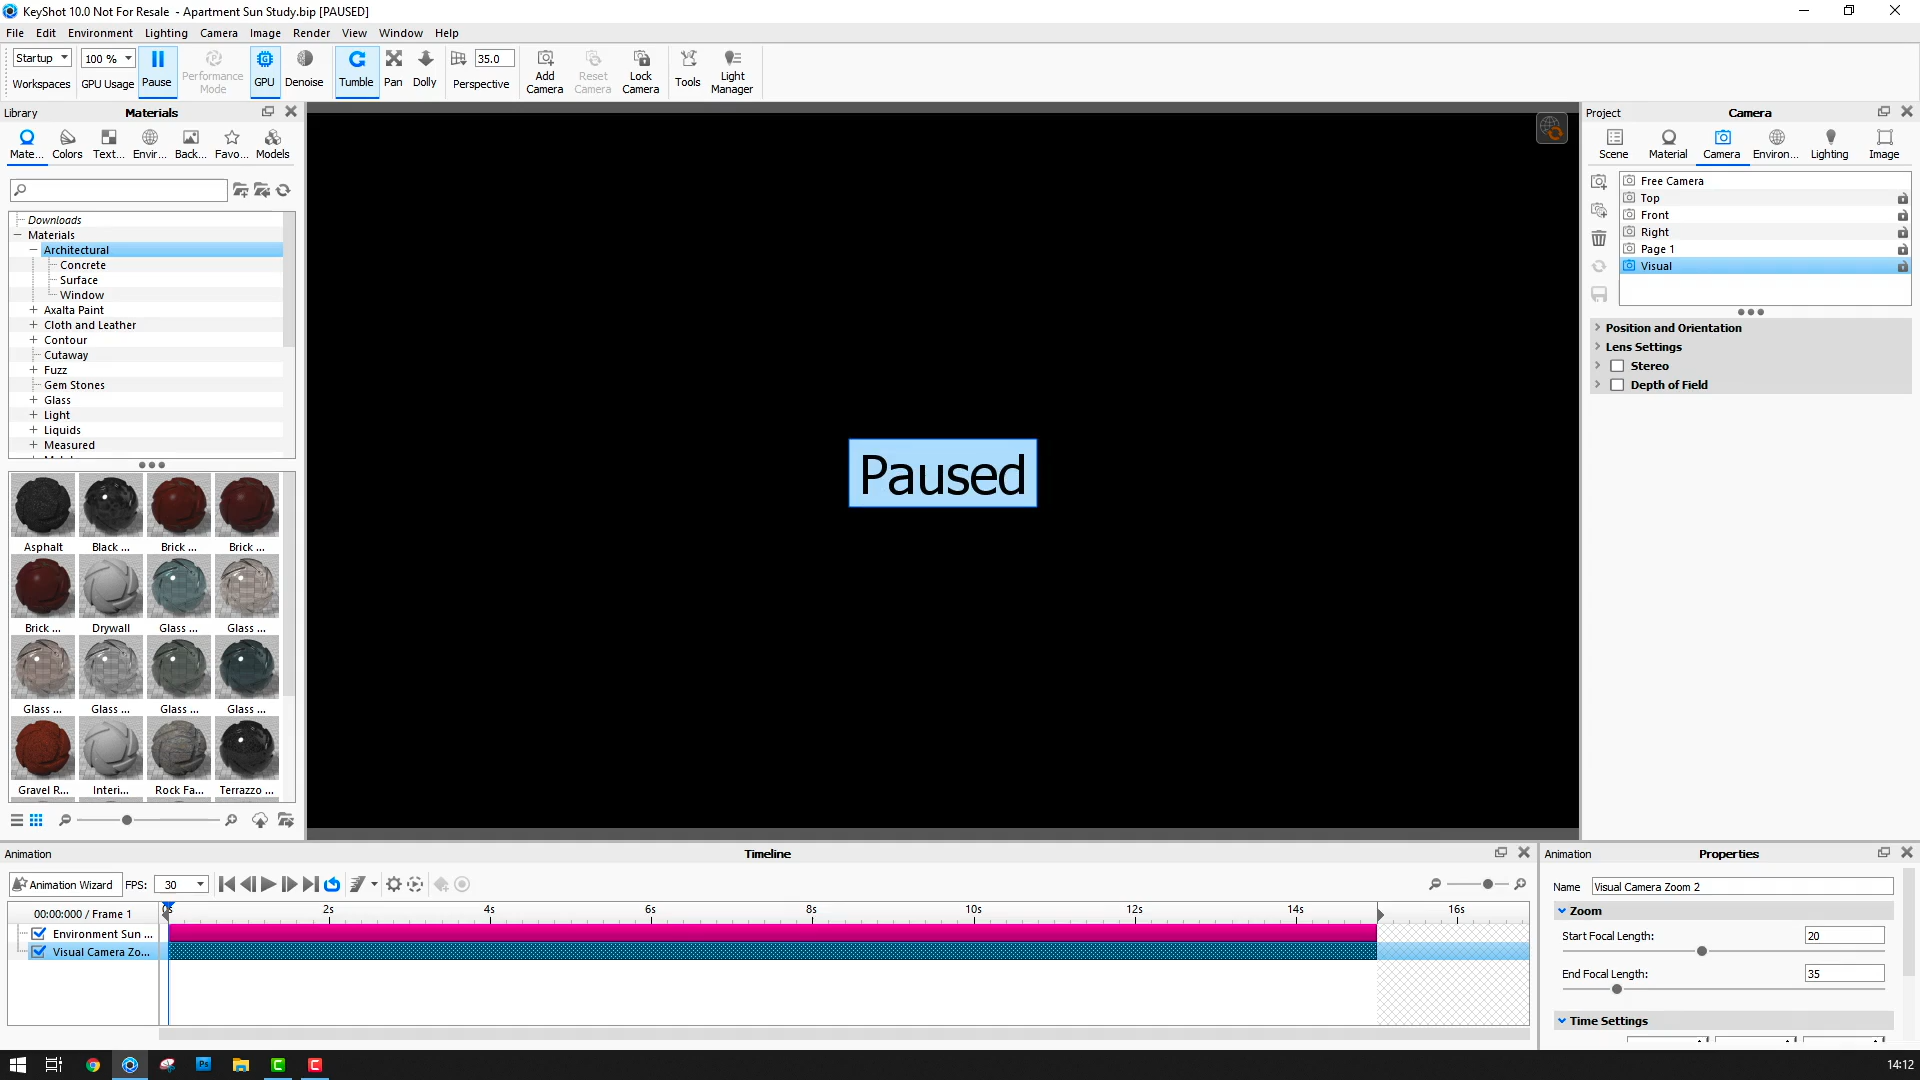 KeyShot 10.0 Not For Resale - Apartment Sun Study.bip [PAUSED]
File Edit Environment Lighting Camera Image Render View Window Help
Startup 100 % 35.0
Workspaces GPU Usage Pause Performance Mode GPU Denoise Tumble Pan Dolly Perspective Add Camera Reset Camera Lock Camera Tools Light Manager
Library Materials
Mate... Colors Text... Envir... Back... Favo... Models
Downloads
Materials
Architectural
Concrete
Surface
Window
Axalta Paint
Cloth and Leather
Contour
Cutaway
Fuzz
Gem Stones
Glass
Light
Liquids
Measured
Asphalt Black ... Brick ... Brick ...
Brick ... Drywall Glass ... Glass ...
Glass ... Glass ... Glass ... Glass ...
Gravel R... Interi... Rock Fa... Terrazzo ...
Paused
Project Camera
Scene Material Camera Environ... Lighting Image
Free Camera
Top
Front
Right
Page 1
Visual
Position and Orientation
Lens Settings
Stereo
Depth of Field
Animation Timeline
Animation Wizard FPS: 30
00:00:000 / Frame 1
2s 4s 6s 8s 10s 12s 14s 16s
Environment Sun ...
Visual Camera Zo...
Animation Properties
Name Visual Camera Zoom 2
Zoom
Start Focal Length: 20
End Focal Length: 35
Time Settings
14:12